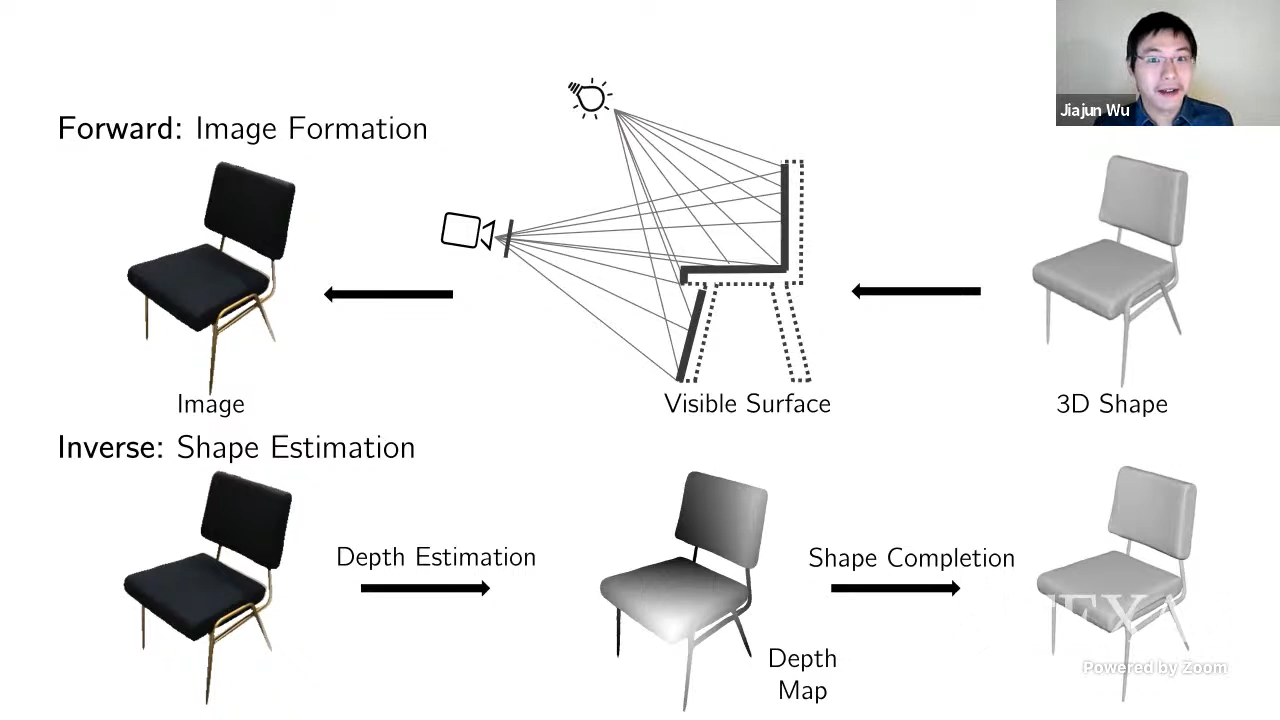 Jiajun Wu
Forward: Image Formation
Image
Visible Surface
3D Shape
Inverse: Shape Estimation
Depth Estimation
Shape Completion
Depth
Map
Powered by Zoom